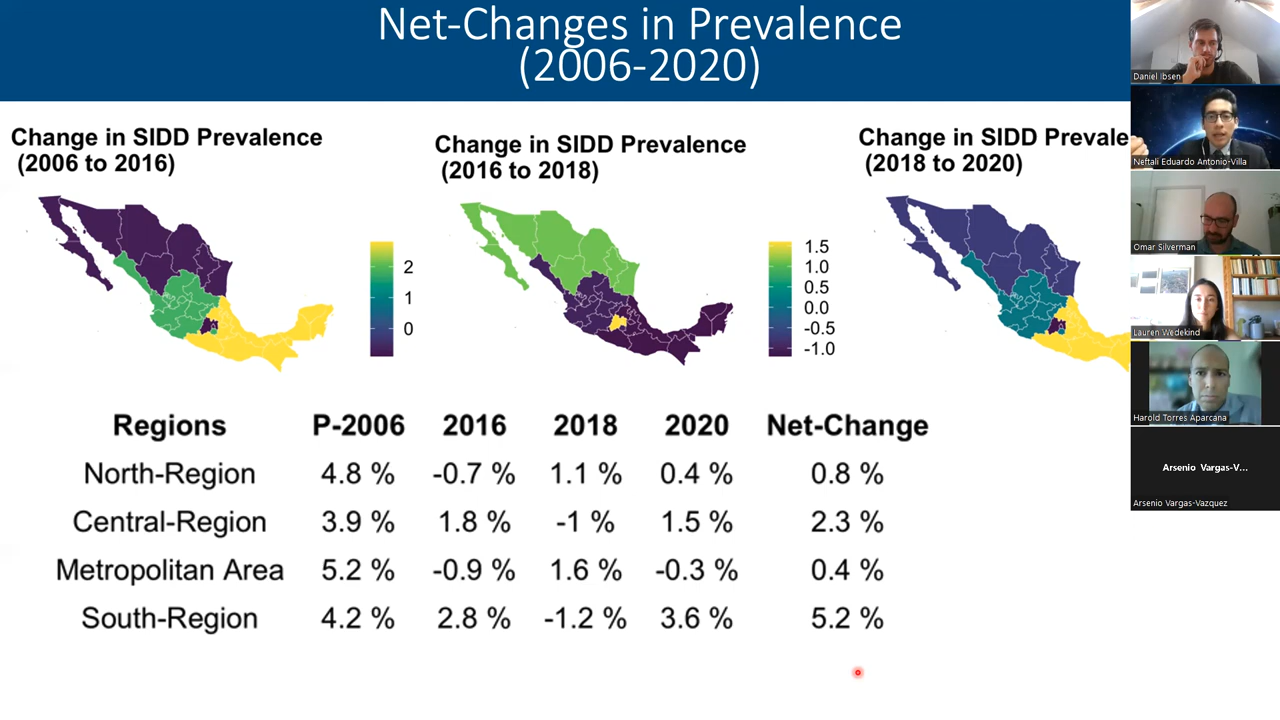 Net-Changes in Prevalence
(2006-2020)
Change in SIDD Prevalence
(2006 to 2016)
2
1
0
Change in SIDD Prevalence
(2016 to 2018)
1.5
1.0
0.5
0.0
-0.5
-1.0
Change in SIDD Prevale
(2018 to 2020)
Regions P-2006 2016 2018 2020 Net-Change
North-Region 4.8 % -0.7 % 1.1 % 0.4 % 0.8 %
Central-Region 3.9 % 1.8 % -1 % 1.5 % 2.3 %
Metropolitan Area 5.2 % -0.9 % 1.6 % -0.3 % 0.4 %
South-Region 4.2 % 2.8 % -1.2 % 3.6 % 5.2 %
Daniel Ibsen
Neftali Eduardo Antonio-Villa
Omar Silverman
Lauren Wedekind
Harold Torres Aparcana
Arsenio Vargas-V...
Arsenio Vargas-Vazquez